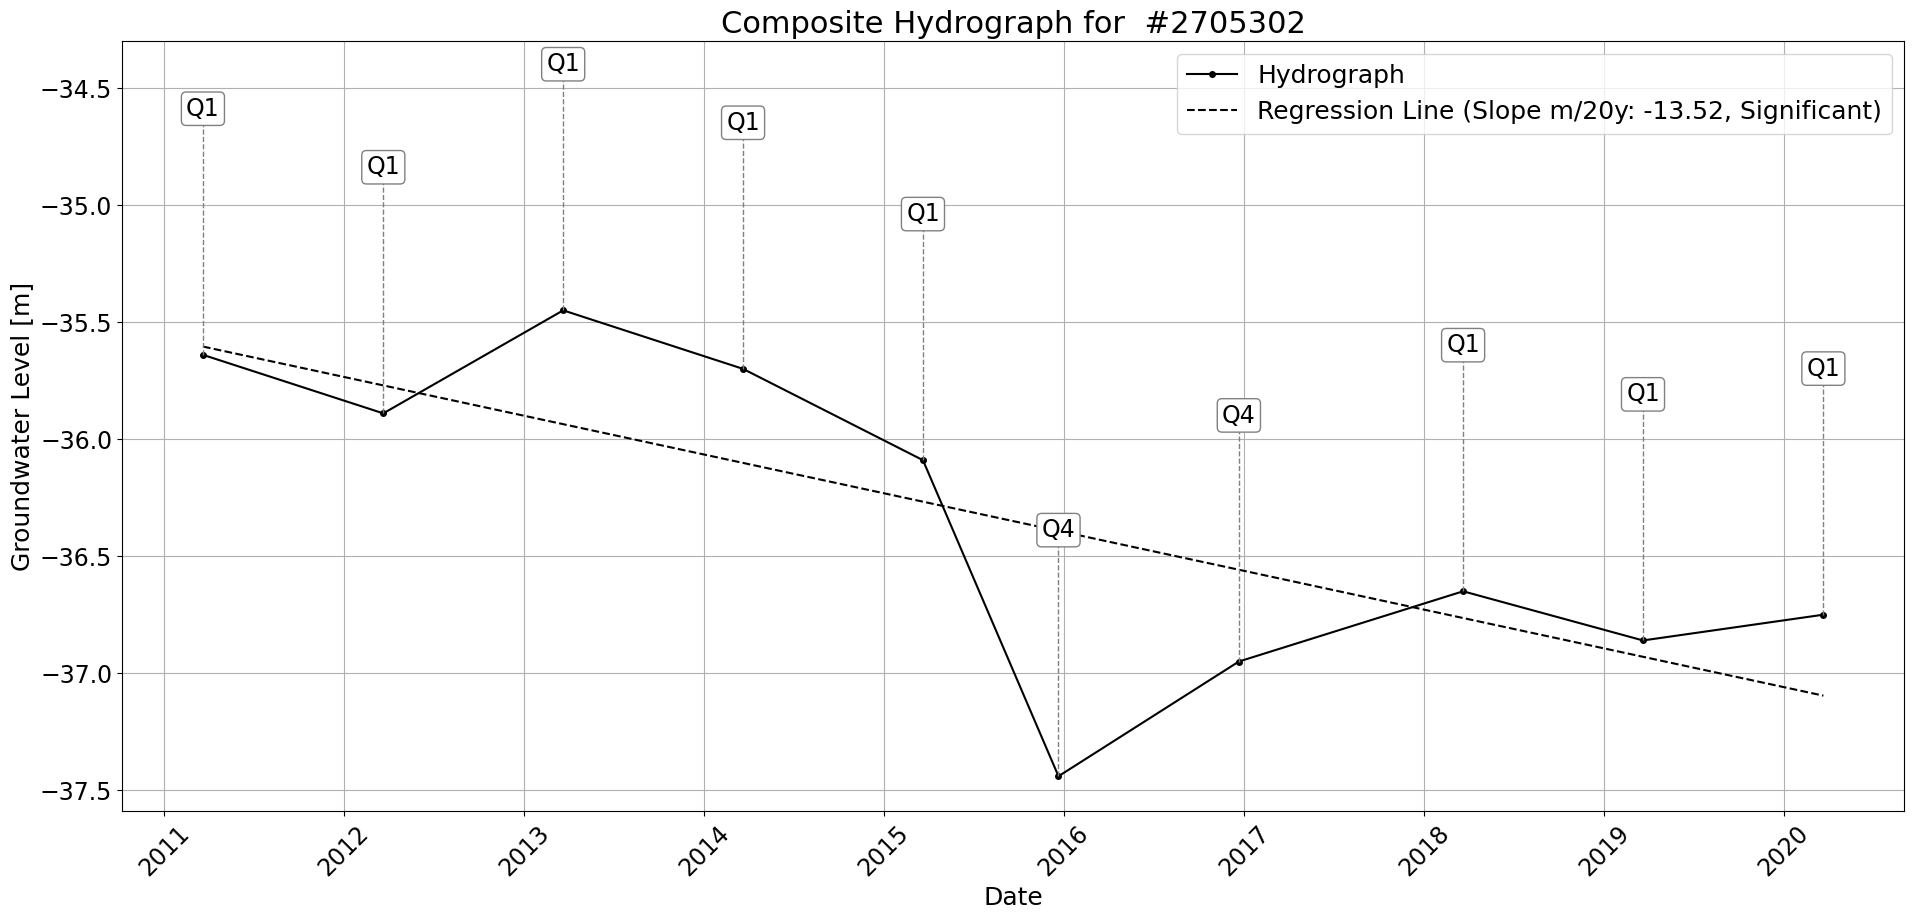 Composite Hydrograph for  #2705302
Hydrograph
Regression Line (Slope m/20y: -13.52, Significant)
Q1
Q1
Q1
Q1
Q1
Q4
Q4
Q1
Q1
Q1
Groundwater Level [m]
−34.5
−35.0
−35.5
−36.0
−36.5
−37.0
−37.5
2011
2012
2013
2014
2015
2016
2017
2018
2019
2020
Date